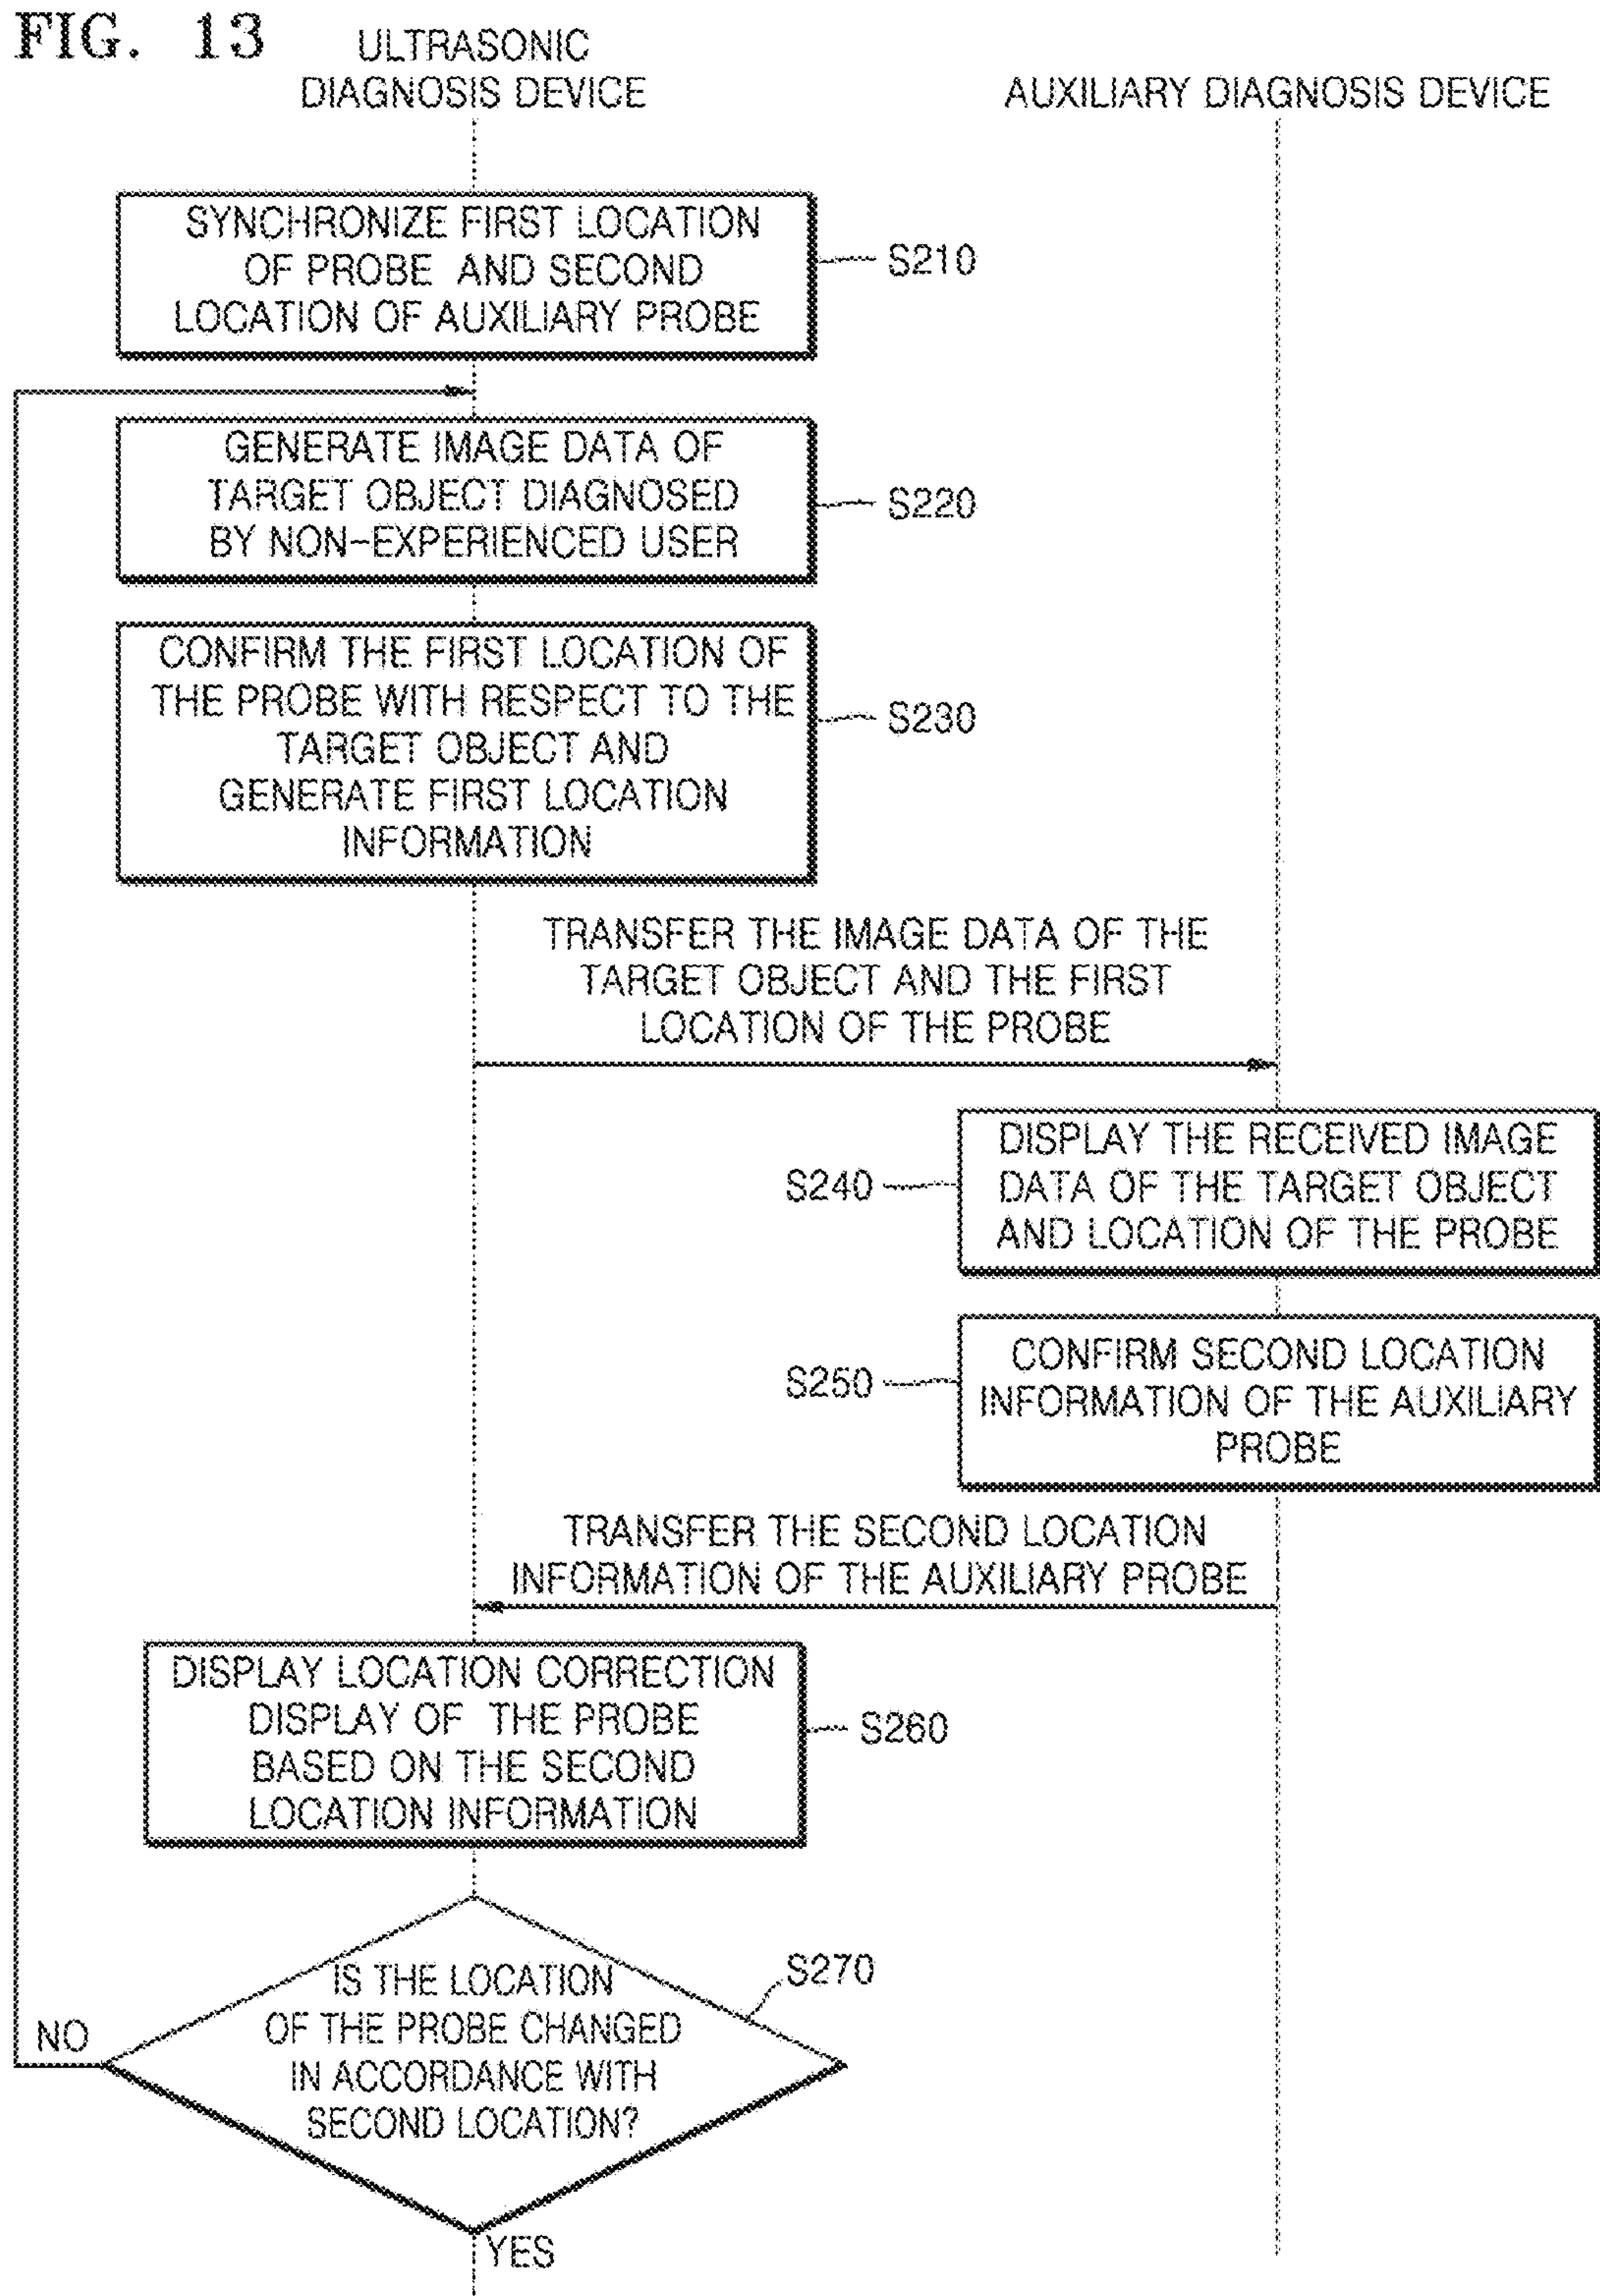 FIG. 13
ULTRASONIC
DIAGNOSIS DEVICE
AUXILIARY DIAGNOSIS DEVICE
SYNCHRONIZE FIRST LOCATION
OF PROBE AND SECOND
LOCATION OF AUXILIARY PROBE
S210
GENERATE IMAGE DATA OF
TARGET OBJECT DIAGNOSED
BY NON-EXPERIENCED USER
S220
CONFIRM THE FIRST LOCATION OF
THE PROBE WITH RESPECT TO THE
TARGET OBJECT AND
GENERATE FIRST LOCATION
INFORMATION
S230
TRANSFER THE IMAGE DATA OF THE
TARGET OBJECT AND THE FIRST
LOCATION OF THE PROBE
DISPLAY THE RECEIVED IMAGE
DATA OF THE TARGET OBJECT
AND LOCATION OF THE PROBE
S240
CONFIRM SECOND LOCATION
INFORMATION OF THE AUXILIARY
PROBE
S250
TRANSFER THE SECOND LOCATION
INFORMATION OF THE AUXILIARY PROBE
DISPLAY LOCATION CORRECTION
DISPLAY OF THE PROBE
BASED ON THE SECOND
LOCATION INFORMATION
S260
IS THE LOCATION
OF THE PROBE CHANGED
IN ACCORDANCE WITH
SECOND LOCATION?
S270
NO
YES